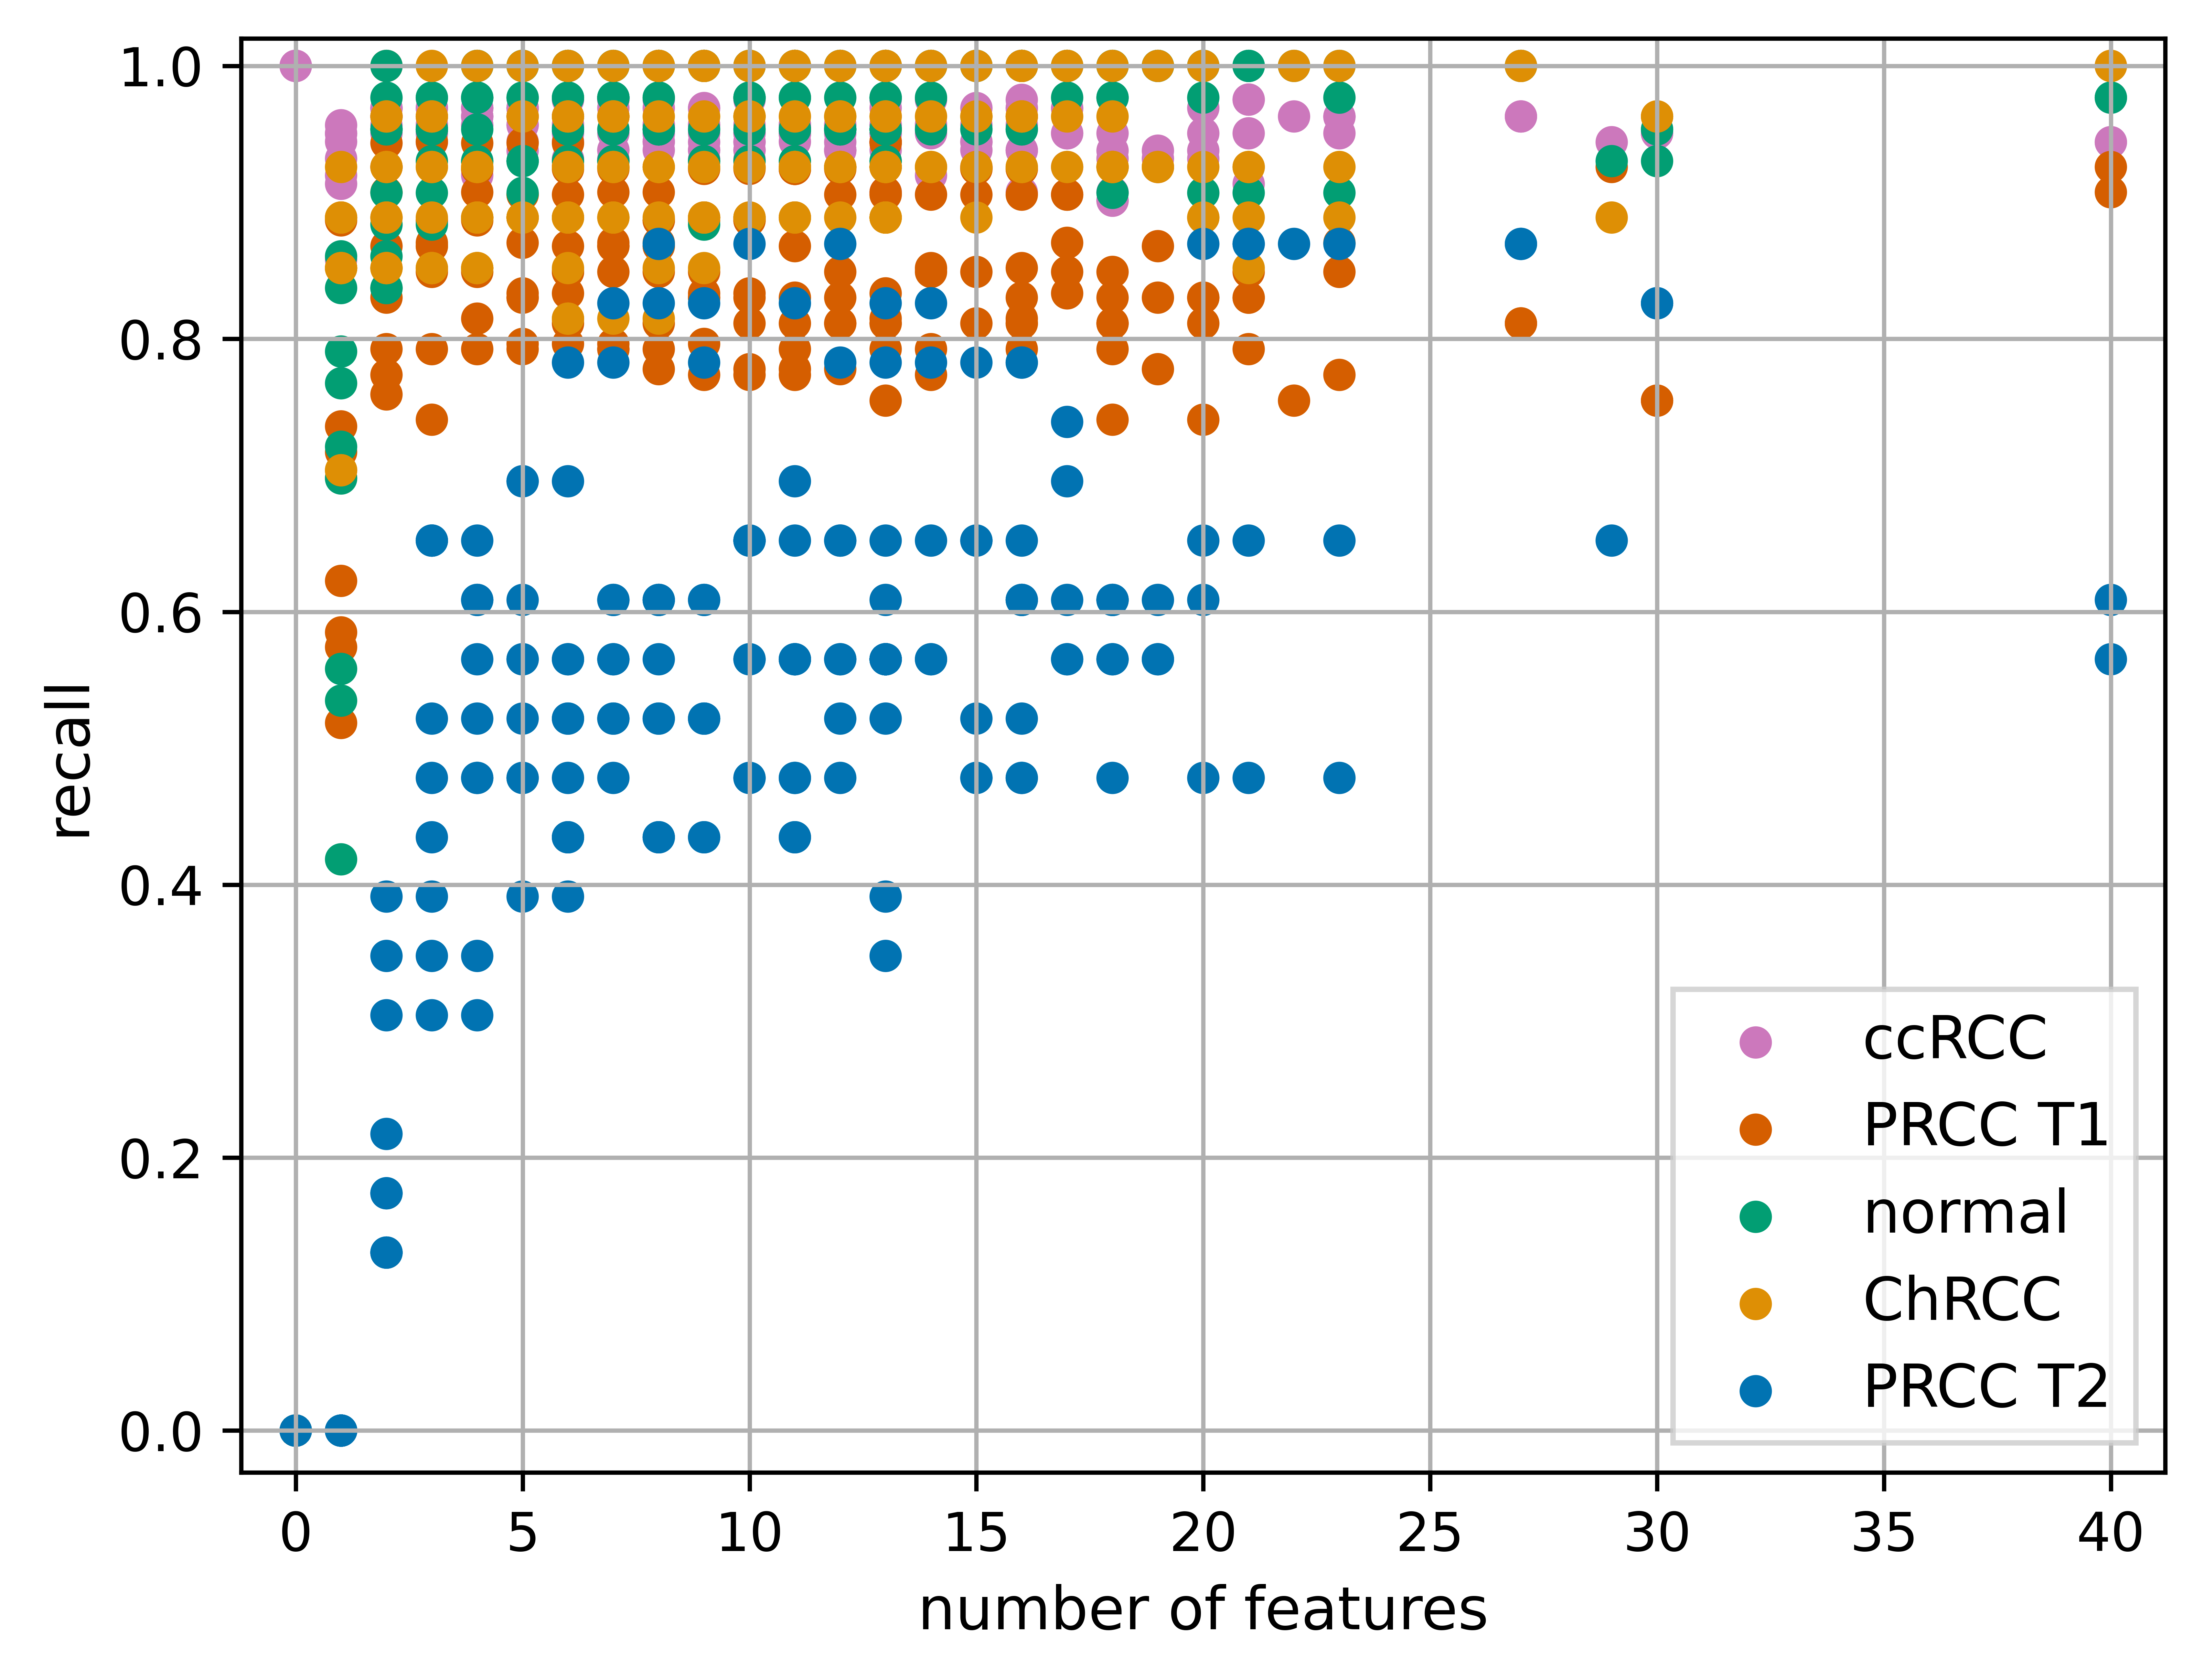 1.0
0.8
0.6
0.4
0.2
0.0
recall
0 5 10 15 20 25 30 35 40
number of features
ccRCC
PRCC T1
normal
ChRCC
PRCC T2